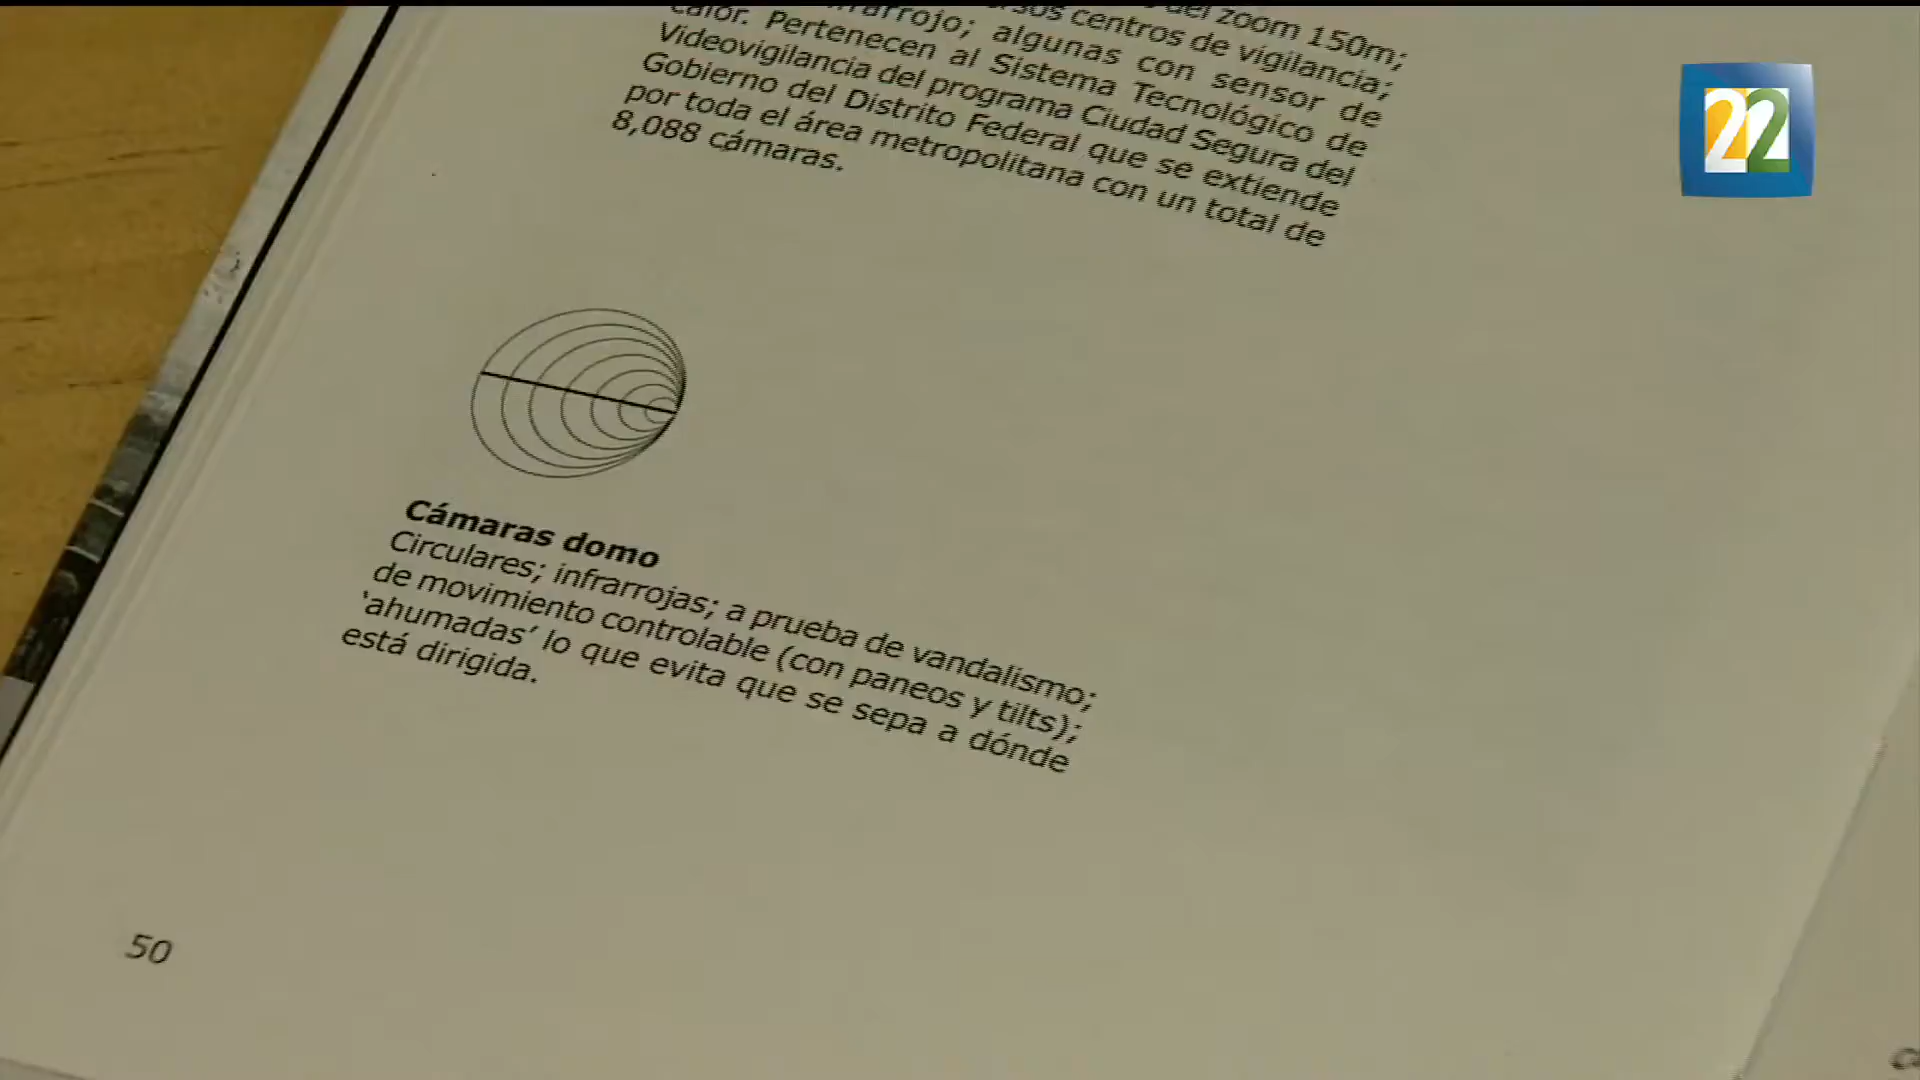 del zoom 150m;
centros de vigilancia;
algunas con sensor de
calor. Pertenecen al Sistema Tecnológico de
Videovigilancia del programa Ciudad Segura del
Gobierno del Distrito Federal que se extiende
por toda el área metropolitana con un total de
8,088 cámaras.
Cámaras domo
Circulares; infrarrojas; a prueba de vandalismo;
de movimiento controlable (con paneos y tilts);
‘ahumadas’ lo que evita que se sepa a dónde
está dirigida.
50
22